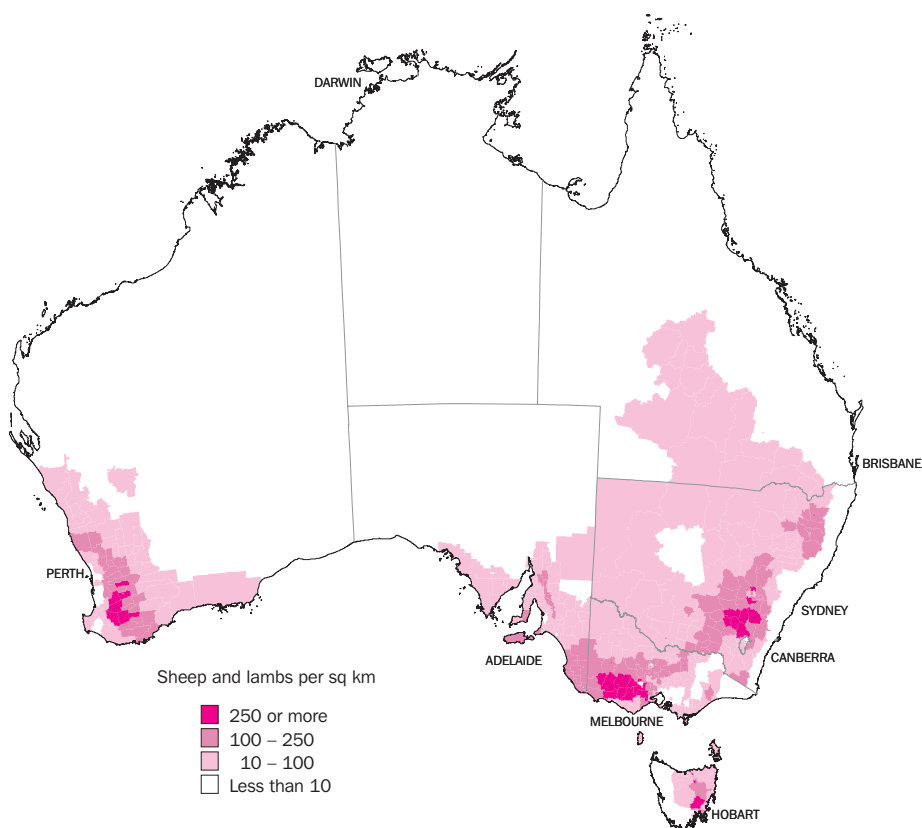 DARWIN
BRISBANE
PERTH
SYDNEY
ADELAIDE
CANBERRA
Sheep and lambs per sq km
MELBOURNE
250 or more
100 – 250
10 – 100
Less than 10
HOBART